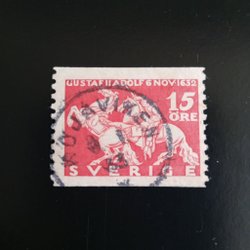 GUSTAF II ADOLF 6 NOV 1632
15
ÖRE
SVERIGE